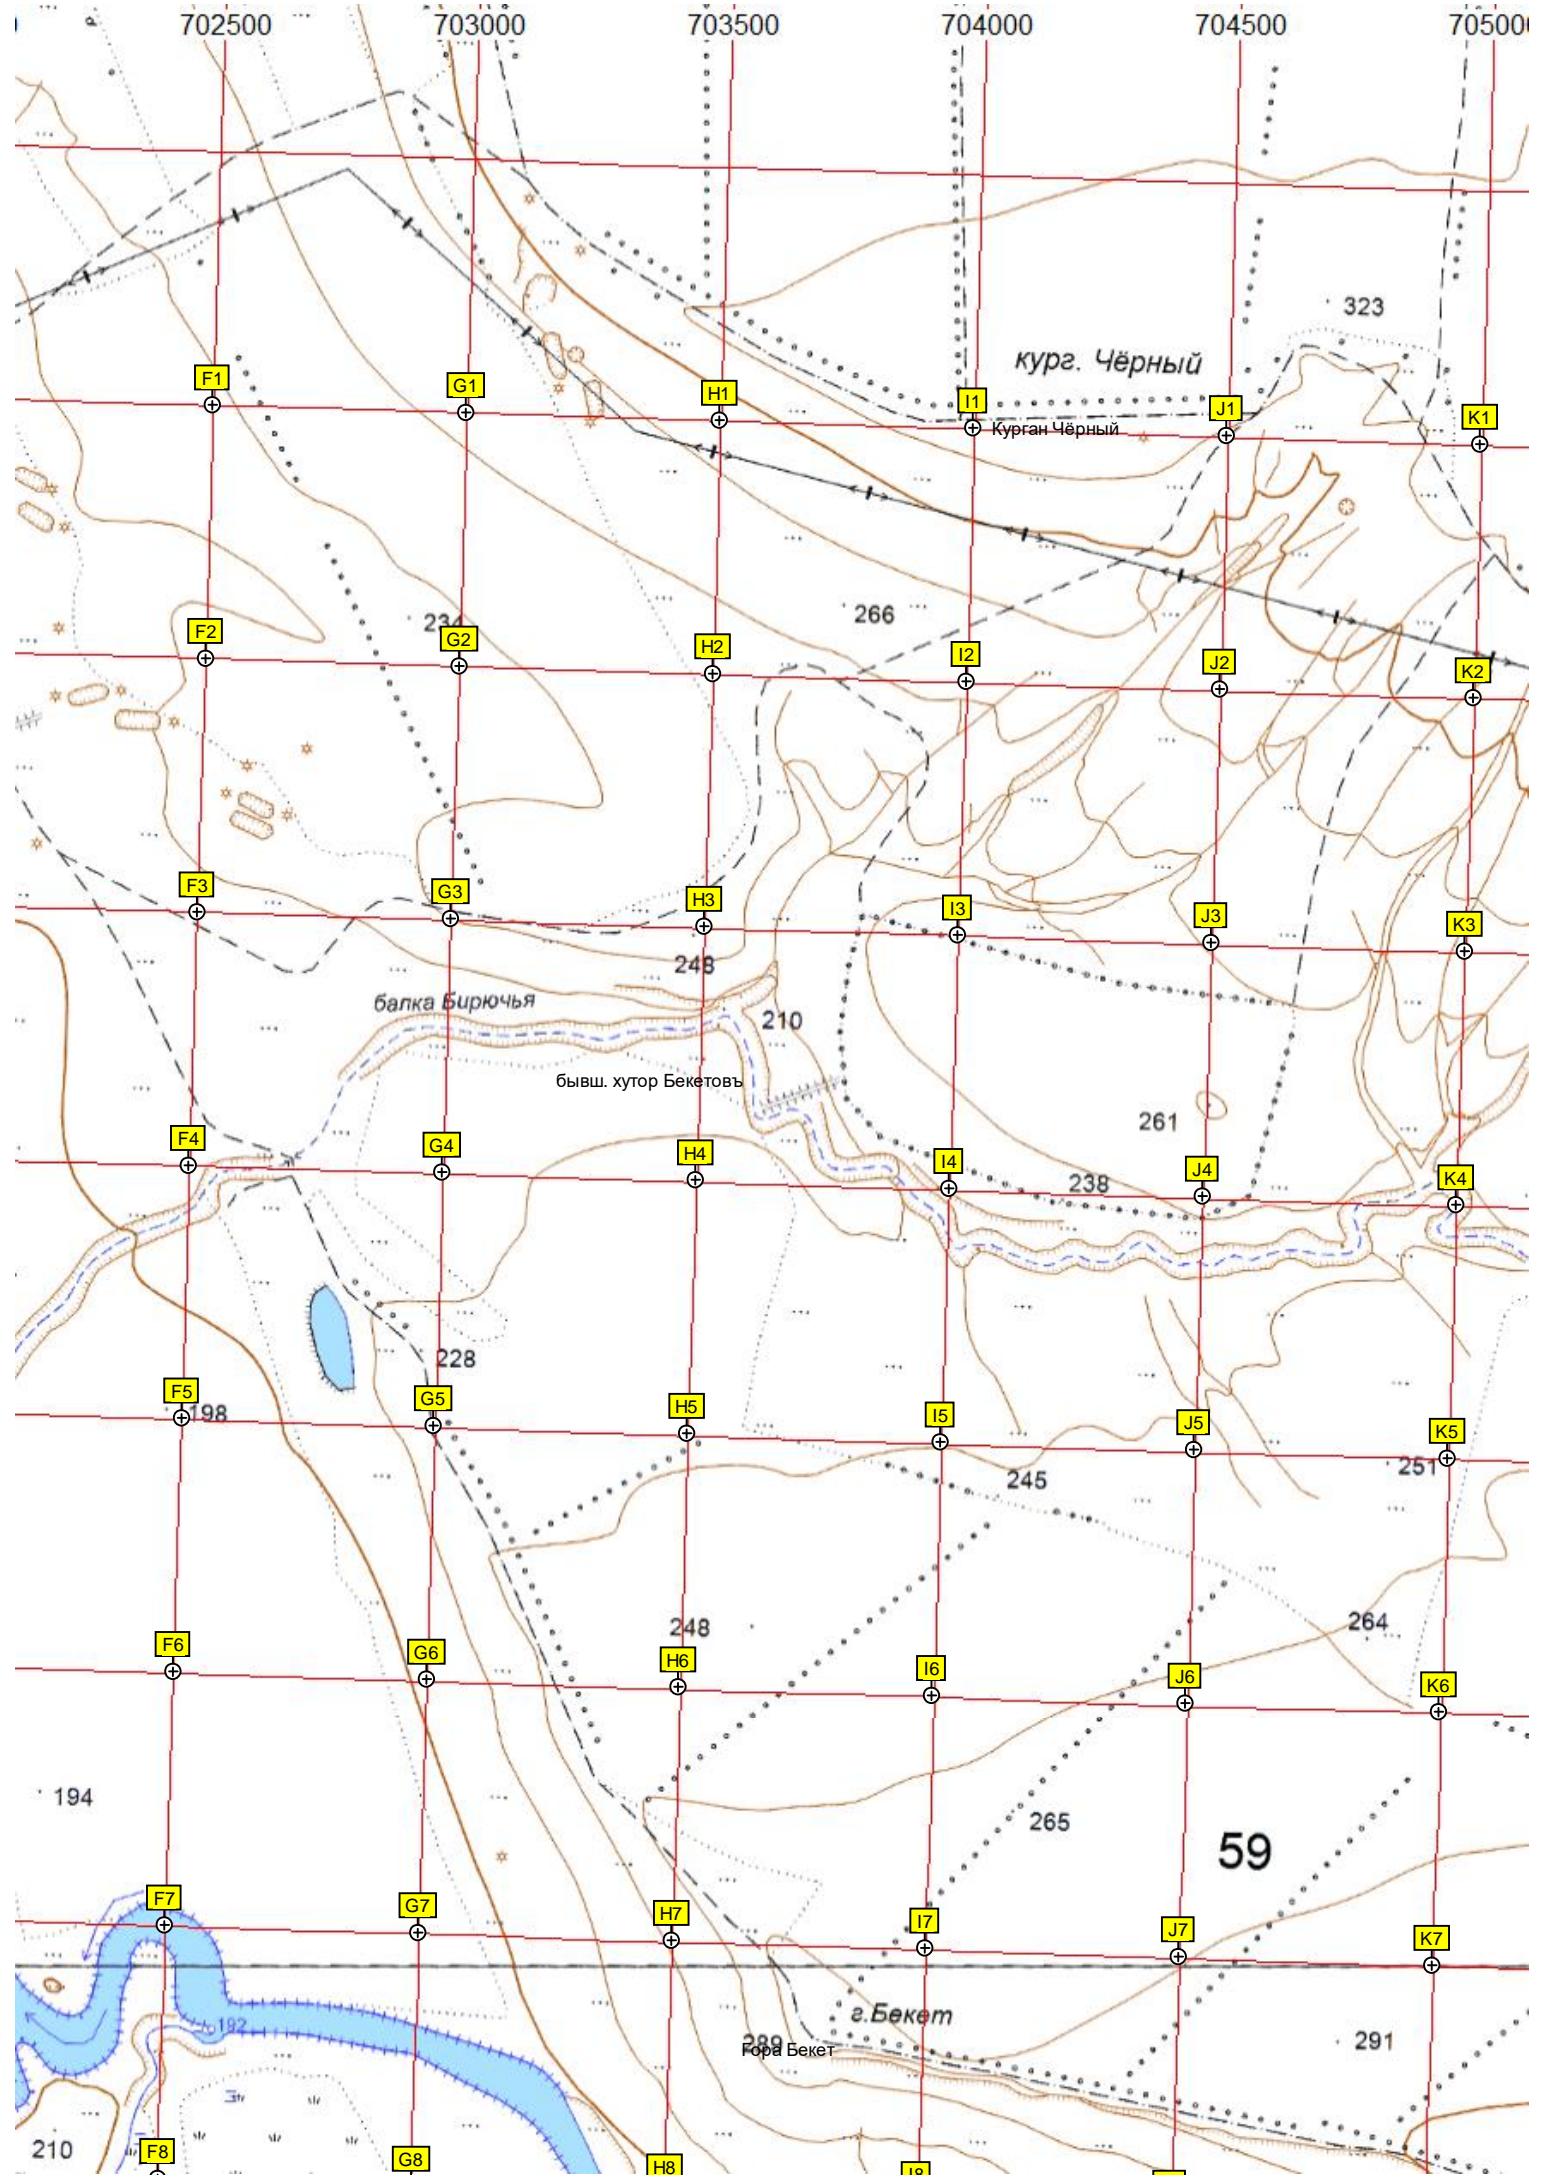 702500 703000 703500 704000 704500
323
кург. Чёрный
F1 G1 H1 I1 J1 K1
Курган Чёрный
266
F2 G2 H2 I2 J2 K2
F3 G3 H3 I3 J3 K3
248
балка Бирючья
210
бывш. хутор Бекетовъ
261
F4 G4 H4 I4 J4 K4
238
228
F5 G5 H5 I5 J5 K5
198
251
245
264
248
F6 G6 H6 I6 J6 K6
194
265
59
F7 G7 H7 I7 J7 K7
г.Бекет
192
291
289
Гора Бекет
210
F8 G8 H8 I8